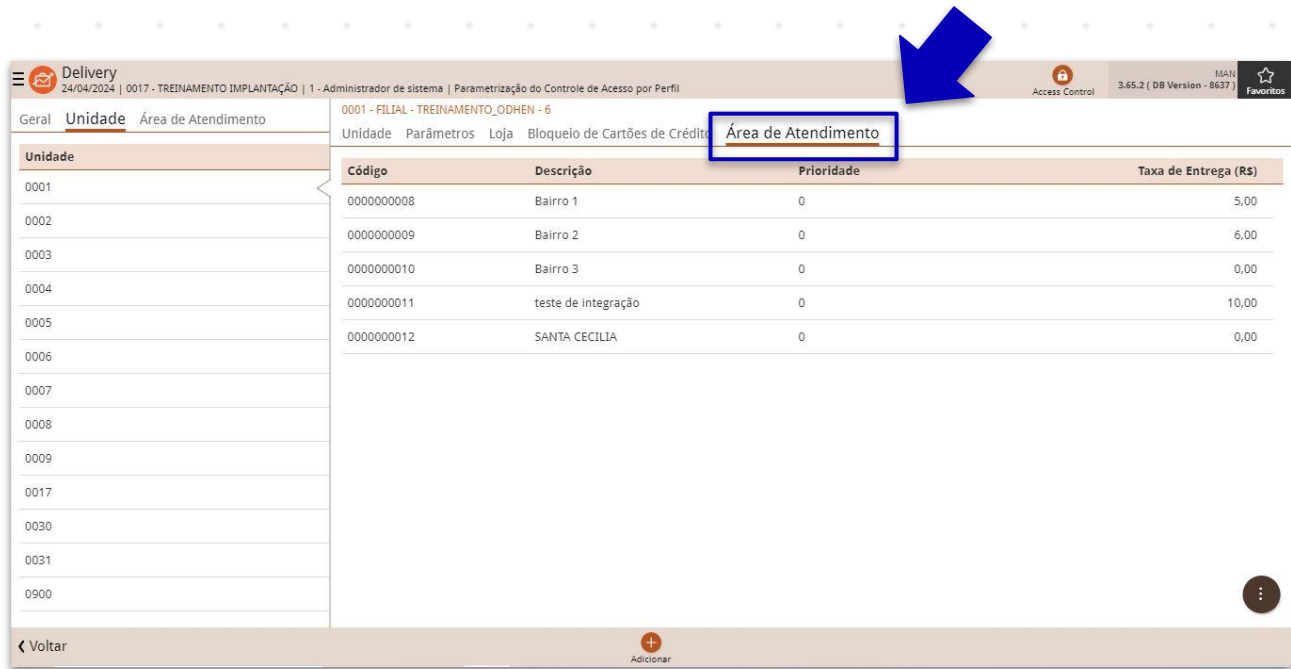 Delivery
24/04/2024 | 0017 - TREINAMENTO IMPLANTAÇÃO | 1 - Administrador de sistema | Parametrização do Controle de Acesso por Perfil
Access Control
MAN
3.65.2 ( DB Version - 8637 )
Favoritos
Geral Unidade Área de Atendimento
0001 - FILIAL - TREINAMENTO_ODHEN - 6
Unidade Parâmetros Loja Bloqueio de Cartões de Crédito Área de Atendimento
Unidade
0001
0002
0003
0004
0005
0006
0007
0008
0009
0017
0030
0031
0900
Código Descrição Prioridade Taxa de Entrega (R$)
0000000008 Bairro 1 0 5,00
0000000009 Bairro 2 0 6,00
0000000010 Bairro 3 0 0,00
0000000011 teste de integração 0 10,00
0000000012 SANTA CECILIA 0 0,00
Voltar
Adicionar